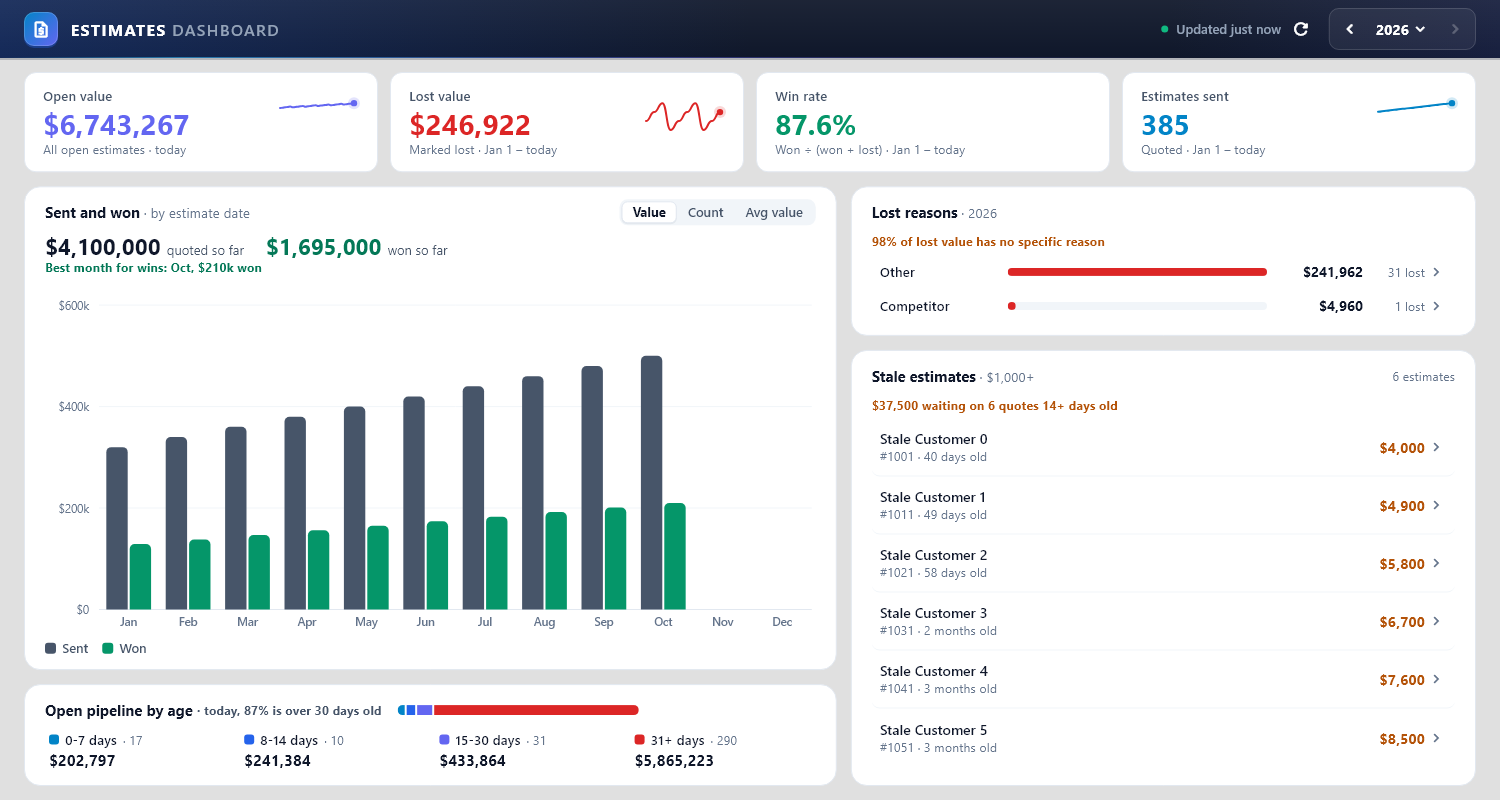 ESTIMATES DASHBOARD
Updated just now
2026
Open value
$6,743,267
All open estimates · today
Lost value
$246,922
Marked lost · Jan 1 – today
Win rate
87.6%
Won ÷ (won + lost) · Jan 1 – today
Estimates sent
385
Quoted · Jan 1 – today
Sent and won · by estimate date
Value Count Avg value
$4,100,000 quoted so far $1,695,000 won so far
Best month for wins: Oct, $210k won
$600k
$400k
$200k
$0
Jan Feb Mar Apr May Jun Jul Aug Sep Oct Nov Dec
Sent Won
Open pipeline by age · today, 87% is over 30 days old
0-7 days · 17
$202,797
8-14 days · 10
$241,384
15-30 days · 31
$433,864
31+ days · 290
$5,865,223
Lost reasons · 2026
98% of lost value has no specific reason
Other $241,962 31 lost
Competitor $4,960 1 lost
Stale estimates · $1,000+ 6 estimates
$37,500 waiting on 6 quotes 14+ days old
Stale Customer 0
#1001 · 40 days old
$4,000
Stale Customer 1
#1011 · 49 days old
$4,900
Stale Customer 2
#1021 · 58 days old
$5,800
Stale Customer 3
#1031 · 2 months old
$6,700
Stale Customer 4
#1041 · 3 months old
$7,600
Stale Customer 5
#1051 · 3 months old
$8,500